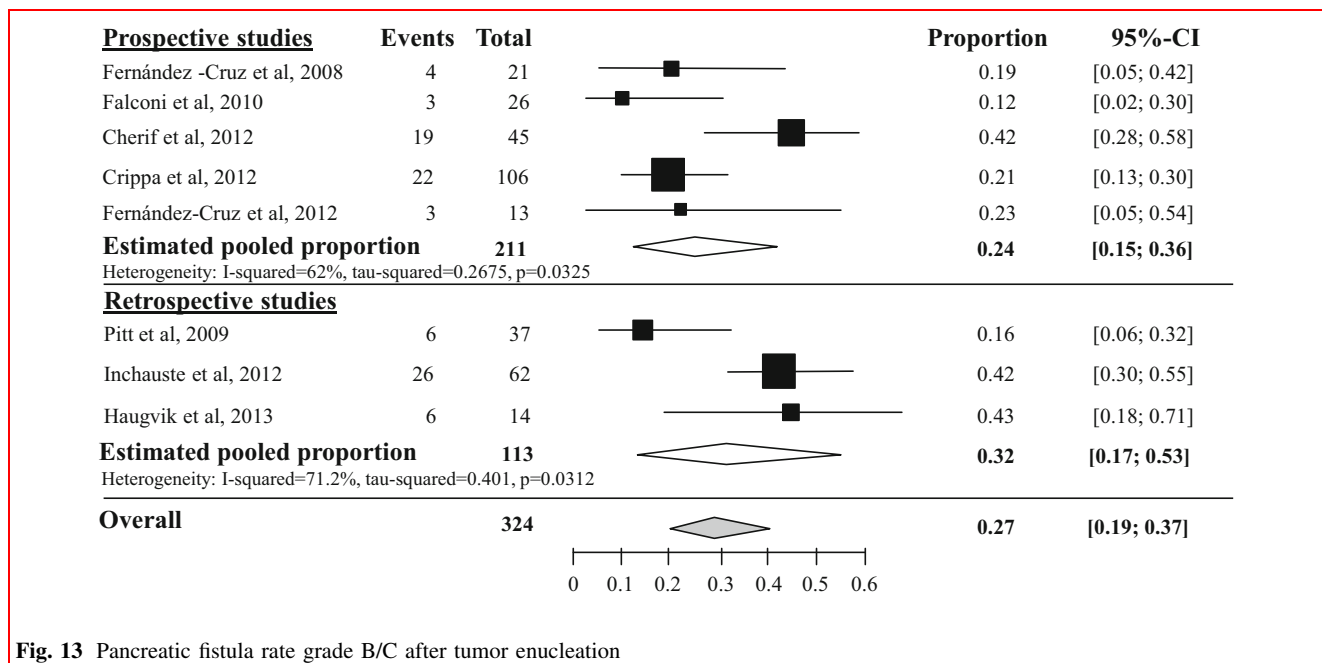 Prospective studies Events Total Proportion 95%-CI
Fernández -Cruz et al, 2008 4 21 0.19 [0.05; 0.42]
Falconi et al, 2010 3 26 0.12 [0.02; 0.30]
Cherif et al, 2012 19 45 0.42 [0.28; 0.58]
Crippa et al, 2012 22 106 0.21 [0.13; 0.30]
Fernández-Cruz et al, 2012 3 13 0.23 [0.05; 0.54]
Estimated pooled proportion 211 0.24 [0.15; 0.36]
Heterogeneity: I-squared=62%, tau-squared=0.2675, p=0.0325
Retrospective studies
Pitt et al, 2009 6 37 0.16 [0.06; 0.32]
Inchauste et al, 2012 26 62 0.42 [0.30; 0.55]
Haugvik et al, 2013 6 14 0.43 [0.18; 0.71]
Estimated pooled proportion 113 0.32 [0.17; 0.53]
Heterogeneity: I-squared=71.2%, tau-squared=0.401, p=0.0312
Overall 324 0.27 [0.19; 0.37]
0 0.1 0.2 0.3 0.4 0.5 0.6
Fig. 13 Pancreatic fistula rate grade B/C after tumor enucleation